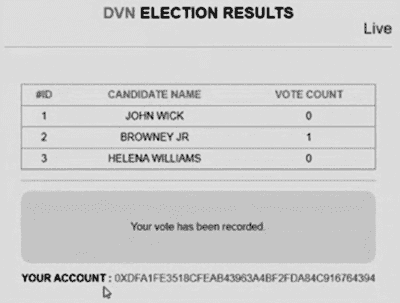 DVN ELECTION RESULTS
Live
#ID CANDIDATE NAME VOTE COUNT
1 JOHN WICK 0
2 BROWNEY JR 1
3 HELENA WILLIAMS 0
Your vote has been recorded.
YOUR ACCOUNT : 0XDFA1FE3518CFEAB43963A4BF2FDA84C916764394